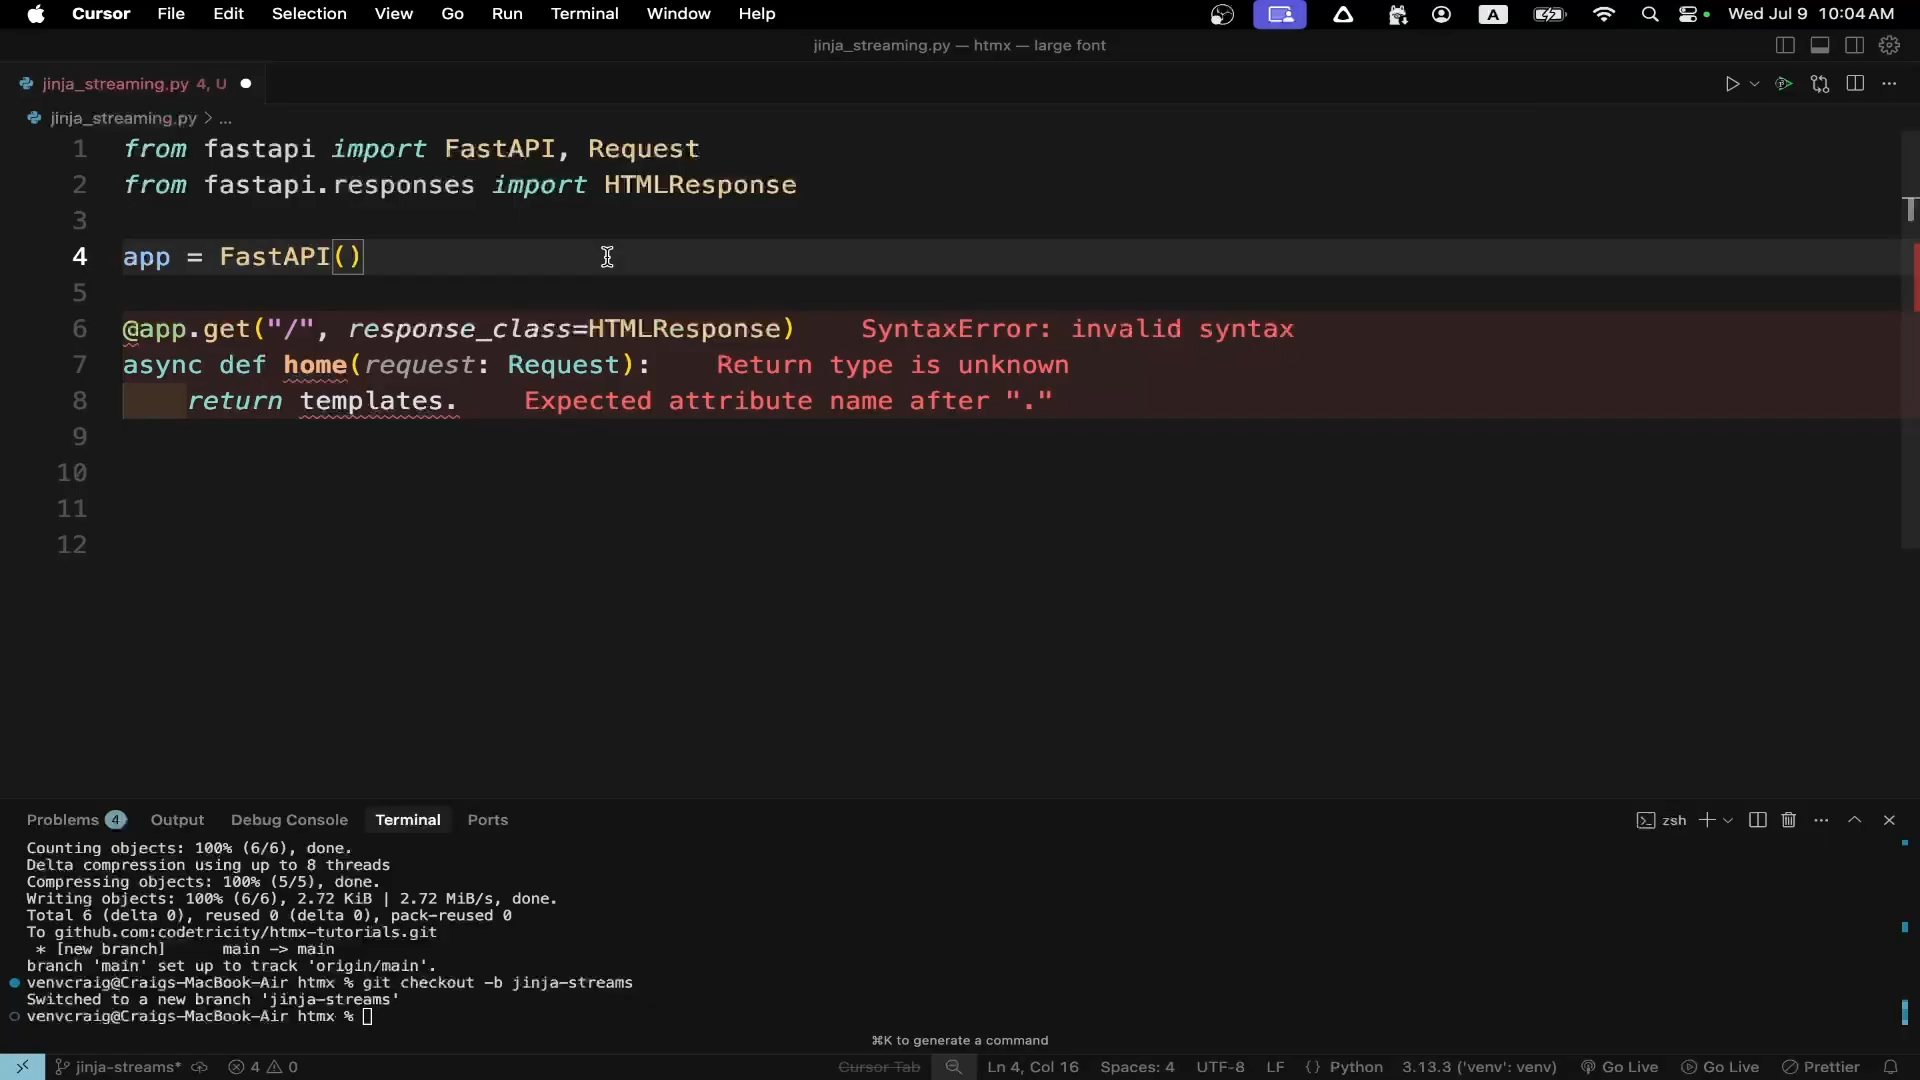 Cursor File Edit Selection View Go Run Terminal Window Help A Wed Jul 9 10:04 AM
jinja_streaming.py — htmx — large font
jinja_streaming.py 4, U
jinja_streaming.py > ...
1 from fastapi import FastAPI, Request
2 from fastapi.responses import HTMLResponse
3
4 app = FastAPI()
5
6 @app.get("/", response_class=HTMLResponse) SyntaxError: invalid syntax
7 async def home(request: Request): Return type is unknown
8 return templates. Expected attribute name after "."
9
10
11
12
Problems 4 Output Debug Console Terminal Ports zsh
Counting objects: 100% (6/6), done.
Delta compression using up to 8 threads
Compressing objects: 100% (5/5), done.
Writing objects: 100% (6/6), 2.72 KiB | 2.72 MiB/s, done.
Total 6 (delta 0), reused 0 (delta 0), pack-reused 0
To github.com:codetricity/htmx-tutorials.git
* [new branch] main -> main
branch 'main' set up to track 'origin/main'.
venvcraig@Craigs-MacBook-Air htmx % git checkout -b jinja-streams
Switched to a new branch 'jinja-streams'
venvcraig@Craigs-MacBook-Air htmx %
⌘K to generate a command
jinja-streams* 4 0 Cursor Tab Ln 4, Col 16 Spaces: 4 UTF-8 LF {} Python 3.13.3 ('venv': venv) Go Live Go Live Prettier